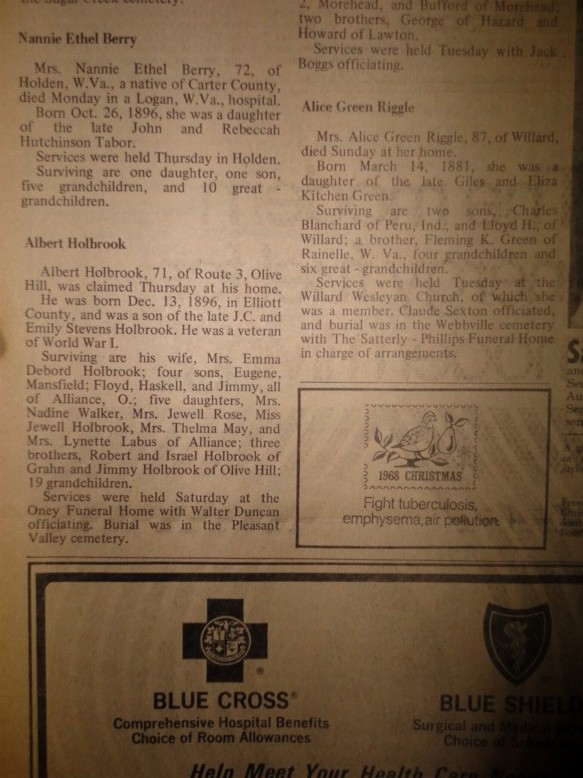 the Sugar Creek cemetery.
Nannie Ethel Berry
Mrs. Nannie Ethel Berry, 72, of
Holden, W.Va., a native of Carter County,
died Monday in a Logan, W.Va., hospital.
Born Oct. 26, 1896, she was a daughter
of the late John and Rebeccah
Hutchinson Tabor.
Services were held Thursday in Holden.
Surviving are one daughter, one son,
five grandchildren, and 10 great -
grandchildren.
Albert Holbrook
Albert Holbrook, 71, of Route 3, Olive
Hill, was claimed Thursday at his home.
He was born Dec. 13, 1896, in Elliott
County, and was a son of the late J.C. and
Emily Stevens Holbrook. He was a veteran
of World War I.
Surviving are his wife, Mrs. Emma
Debord Holbrook; four sons, Eugene,
Mansfield; Floyd, Haskell, and Jimmy, all
of Alliance, O.; five daughters, Mrs.
Nadine Walker, Mrs. Jewell Rose, Miss
Jewell Holbrook, Mrs. Thelma May, and
Mrs. Lynette Labus of Alliance; three
brothers, Robert and Israel Holbrook of
Grahn and Jimmy Holbrook of Olive Hill;
19 grandchildren.
Services were held Saturday at the
Oney Funeral Home with Walter Duncan
officiating. Burial was in the Pleasant
Valley cemetery.
2, Morehead, and Bufford of Morehead;
two brothers, George of Hazard and
Howard of Lawton.
Services were held Tuesday with Jack
Boggs officiating.
Alice Green Riggle
Mrs. Alice Green Riggle, 87, of Willard,
died Sunday at her home.
Born March 14, 1881, she was a
daughter of the late Giles and Eliza
Kitchen Green.
Surviving are two sons, Charles
Blanchard of Peru, Ind., and Lloyd H., of
Willard; a brother, Fleming K. Green of
Rainelle, W. Va., four grandchildren and
six great - grandchildren.
Services were held Tuesday at the
Willard Wesleyan Church, of which she
was a member. Claude Sexton officiated,
and burial was in the Webbville cemetery
with The Satterly - Phillips Funeral Home
in charge of arrangements.
1968 CHRISTMAS
Fight tuberculosis,
emphysema, air pollution.
BLUE CROSS®
Comprehensive Hospital Benefits
Choice of Room Allowances
BLUE SHIELD
Surgical and Medical
Choice of
Help Meet Your Health Care